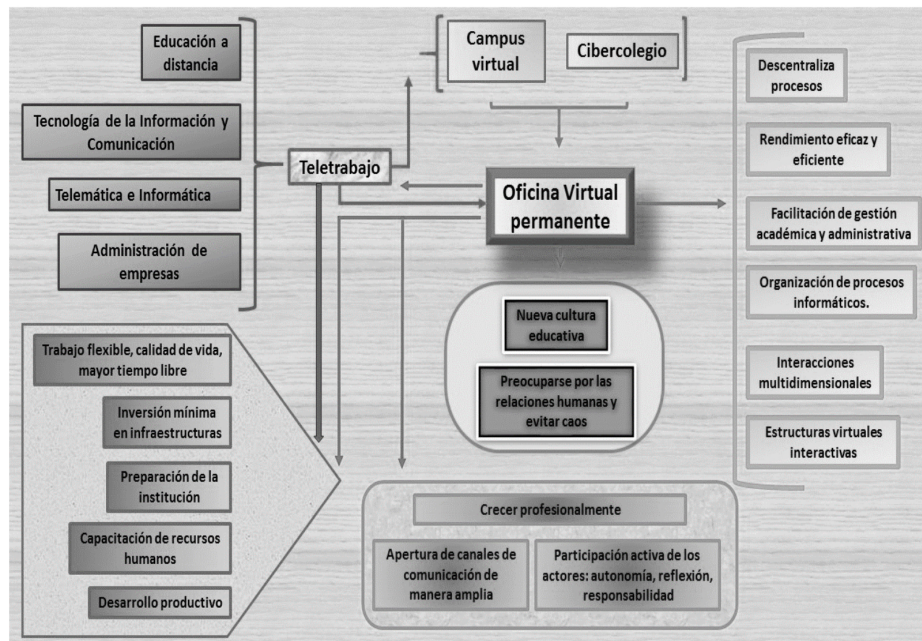 Educación a
distancia
Tecnología de la Información y
Comunicación
Telemática e Informática
Administración de
empresas
Teletrabajo
Campus
virtual
Cibercolegio
Oficina Virtual
permanente
Descentraliza
procesos
Rendimiento eficaz y
eficiente
Facilitación de gestión
académica y administrativa
Organización de procesos
informáticos.
Interacciones
multidimensionales
Estructuras virtuales
interactivas
Nueva cultura
educativa
Preocuparse por las
relaciones humanas y
evitar caos
Trabajo flexible, calidad de vida,
mayor tiempo libre
Inversión mínima
en infraestructuras
Preparación de la
institución
Capacitación de recursos
humanos
Desarrollo productivo
Crecer profesionalmente
Apertura de canales de
comunicación de
manera amplia
Participación activa de los
actores: autonomía, reflexión,
responsabilidad